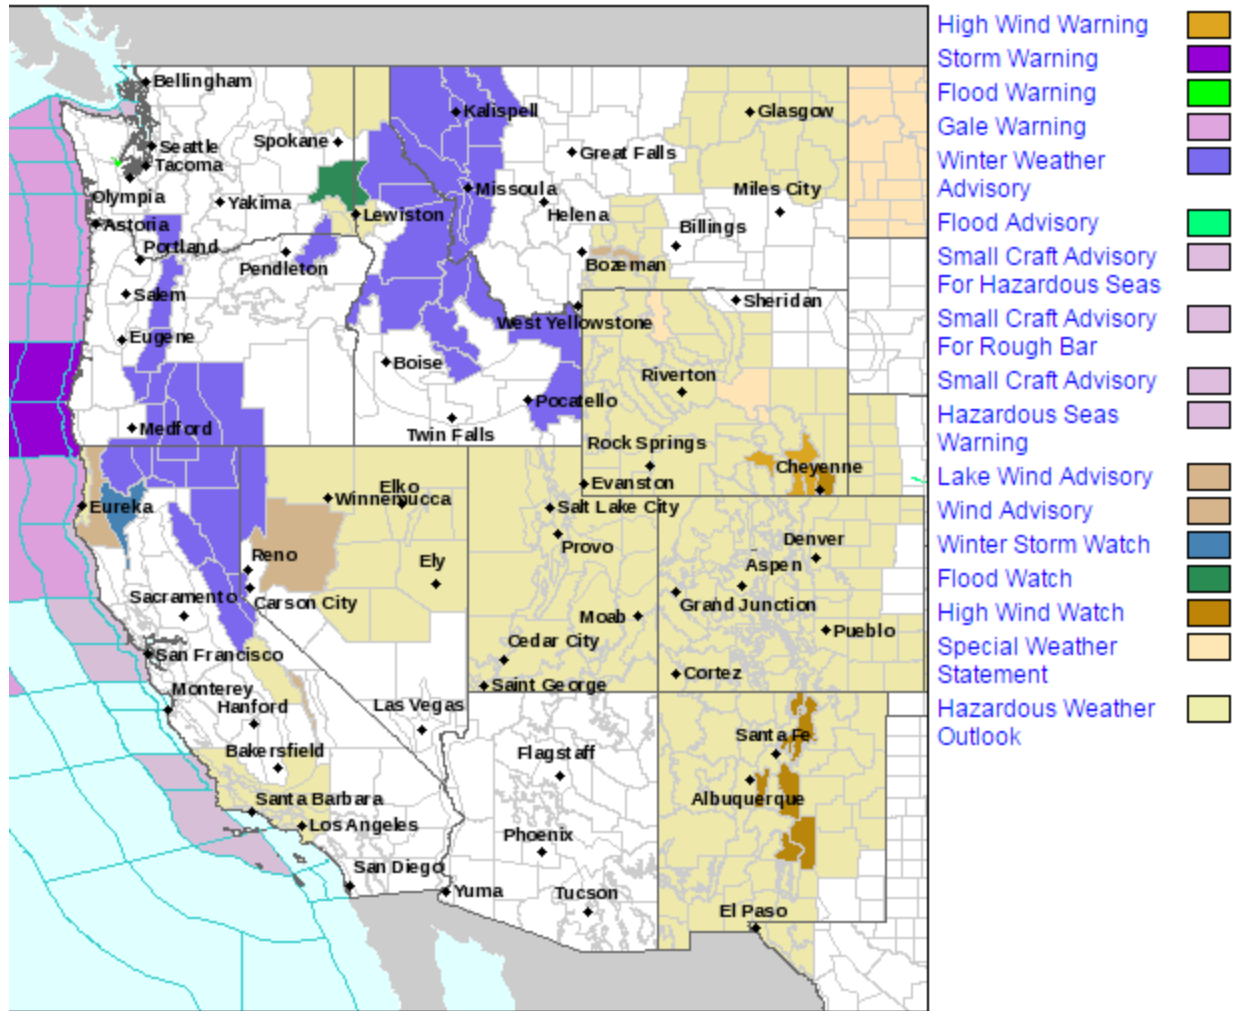 Bellingham
Kalispell
Glasgow
Spokane
Seattle
Great Falls
Tacoma
Olympia
Yakima
Missoula
Miles City
Helena
Lewiston
Astoria
Billings
Portland
Pendleton
Bozeman
Salem
Sheridan
West Yellowstone
Eugene
Boise
Riverton
Pocatello
Medford
Twin Falls
Rock Springs
Cheyenne
Evanston
Elko
Winnemucca
Eureka
Salt Lake City
Provo
Denver
Reno
Ely
Aspen
Sacramento
Carson City
Grand Junction
Moab
Pueblo
San Francisco
Cedar City
Cortez
Saint George
Monterey
Hanford
Las Vegas
Santa Fe
Bakersfield
Flagstaff
Santa Barbara
Albuquerque
Los Angeles
Phoenix
San Diego
Yuma
Tucson
El Paso
High Wind Warning
Storm Warning
Flood Warning
Gale Warning
Winter Weather
Advisory
Flood Advisory
Small Craft Advisory
For Hazardous Seas
Small Craft Advisory
For Rough Bar
Small Craft Advisory
Hazardous Seas
Warning
Lake Wind Advisory
Wind Advisory
Winter Storm Watch
Flood Watch
High Wind Watch
Special Weather
Statement
Hazardous Weather
Outlook